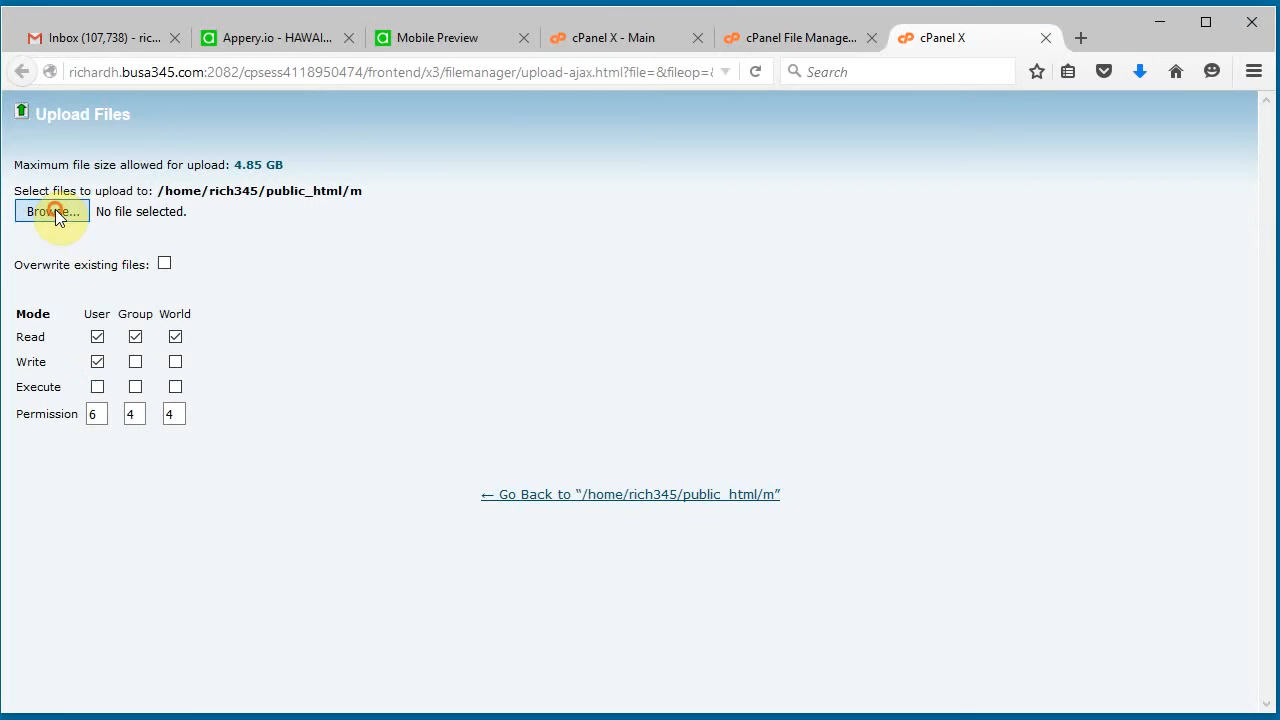 Inbox (107,738) - ric...
Appery.io - HAWAI...
Mobile Preview
cPanel X - Main
cPanel File Manage...
cPanel X
richardh.busa345.com:2082/cpsess4118950474/frontend/x3/filemanager/upload-ajax.html?file=&fileop=&
Search
Upload Files
Maximum file size allowed for upload: 4.85 GB
Select files to upload to: /home/rich345/public_html/m
Browse... No file selected.
Overwrite existing files:
Mode User Group World
Read
Write
Execute
Permission 6 4 4
← Go Back to “/home/rich345/public_html/m”